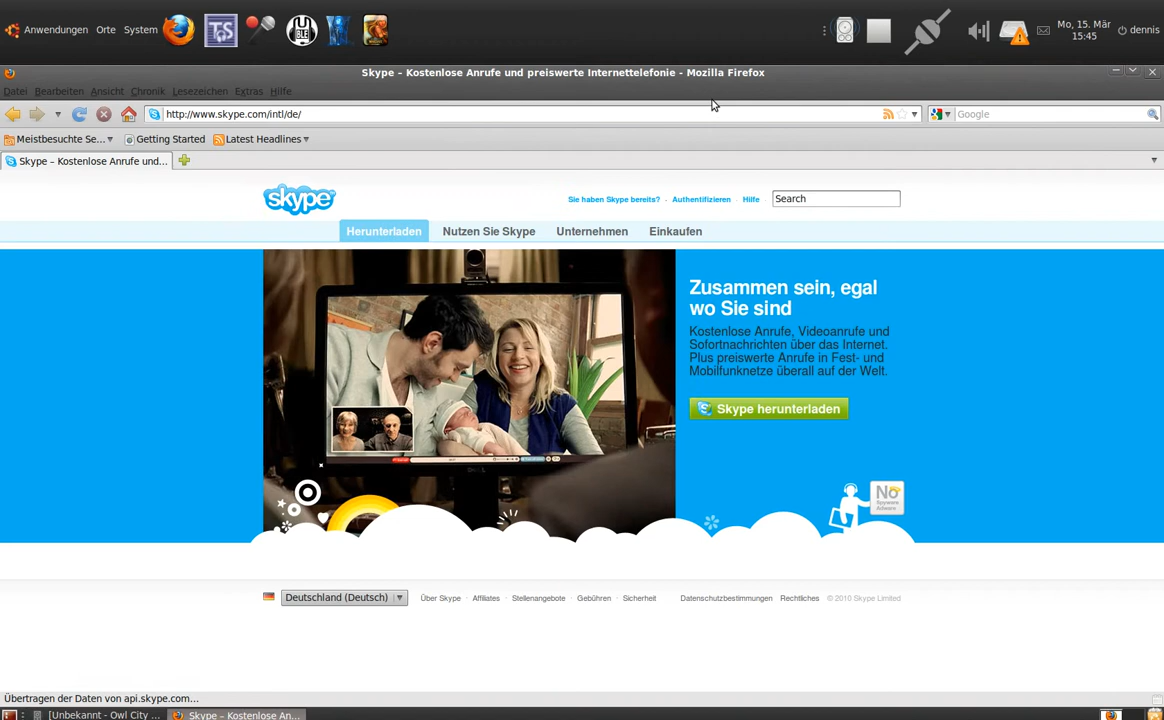 Anwendungen Orte System
Mo, 15. Mär
15:45
dennis
Skype – Kostenlose Anrufe und preiswerte Internettelefonie - Mozilla Firefox
Datei Bearbeiten Ansicht Chronik Lesezeichen Extras Hilfe
http://www.skype.com/intl/de/
Google
Meistbesuchte Se... Getting Started Latest Headlines
Skype – Kostenlose Anrufe und...
skype
Sie haben Skype bereits? Authentifizieren Hilfe Search
Herunterladen Nutzen Sie Skype Unternehmen Einkaufen
Zusammen sein, egal
wo Sie sind
Kostenlose Anrufe, Videoanrufe und
Sofortnachrichten über das Internet.
Plus preiswerte Anrufe in Fest- und
Mobilfunknetze überall auf der Welt.
Skype herunterladen
No
Spyware
Adware
Deutschland (Deutsch) Über Skype Affiliates Stellenangebote Gebühren Sicherheit Datenschutzbestimmungen Rechtliches © 2010 Skype Limited
Übertragen der Daten von api.skype.com...
[Unbekannt - Owl City ... Skype – Kostenlose An...